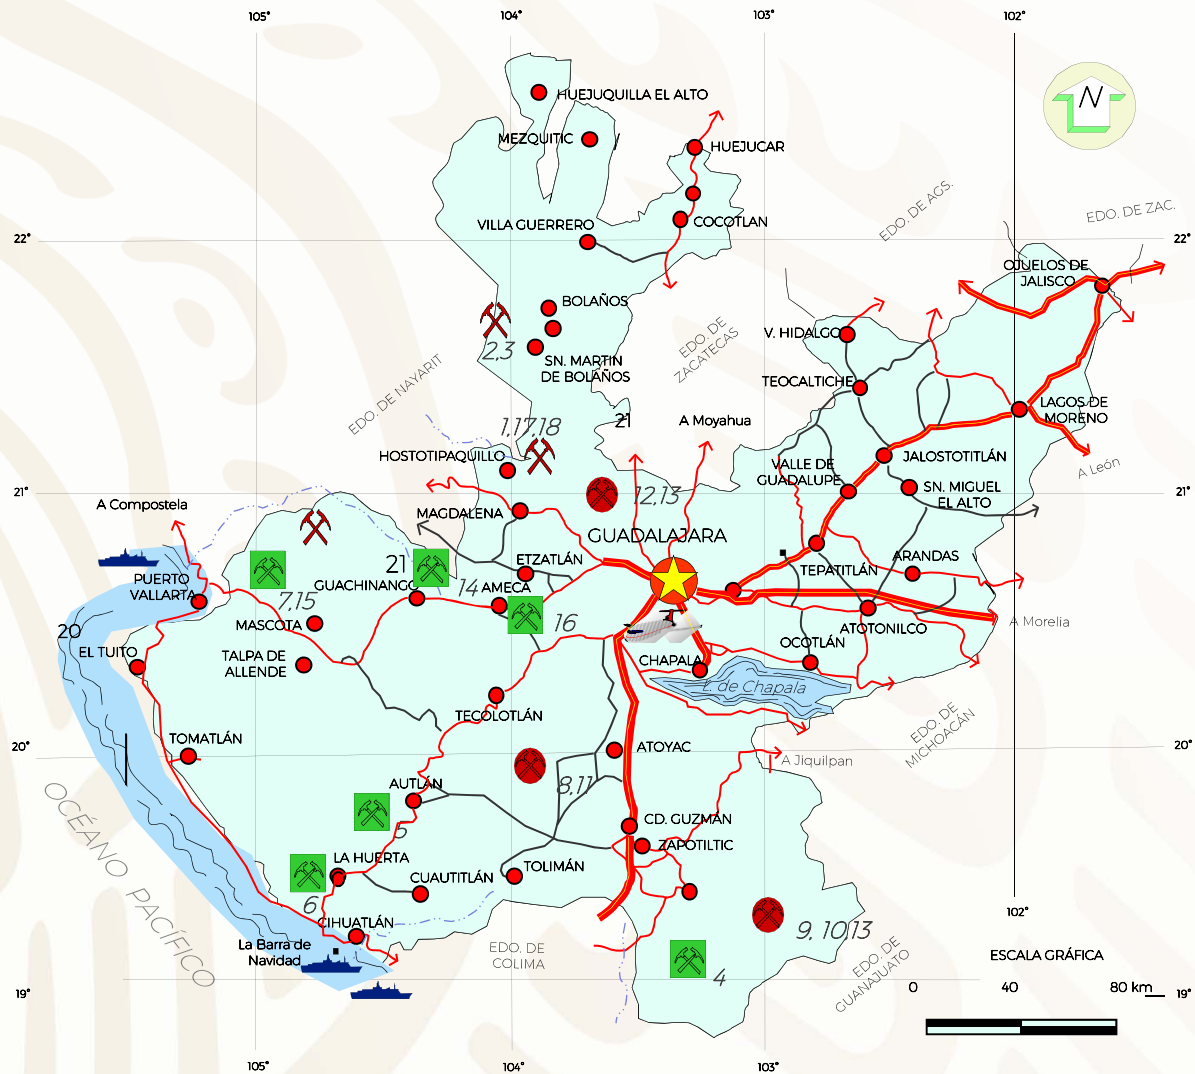 105°
104°
103°
102°
N
HUEJUQUILLA EL ALTO
MEZQUITIC
HUEJUCAR
EDO. DE AGS.
EDO. DE ZAC.
VILLA GUERRERO
COCOTLAN
22°
22°
OJUELOS DE
JALISCO
BOLAÑOS
2,3
SN. MARTIN
DE BOLAÑOS
EDO. DE
ZACATECAS
V. HIDALGO
EDO. DE NAYARIT
TEOCALTICHE
LAGOS DE
MORENO
21
A Moyahua
1,17,18
HOSTOTIPAQUILLO
VALLE DE
GUADALUPE
JALOSTOTITLÁN
A León
21°
21°
12,13
SN. MIGUEL
EL ALTO
A Compostela
MAGDALENA
GUADALAJARA
21
ETZATLÁN
ARANDAS
PUERTO
VALLARTA
GUACHINANGO
14
AMECA
TEPATITLÁN
7,15
16
20
MASCOTA
ATOTONILCO
A Morelia
EL TUITO
TALPA DE
ALLENDE
OCOTLÁN
CHAPALA
L. de Chapala
TECOLOTLÁN
EDO. DE
MICHOACÁN
TOMATLÁN
20°
20°
ATOYAC
A Jiquilpan
8,11
AUTLÁN
5
CD. GUZMÁN
OCÉANO PACÍFICO
ZAPOTILTIC
LA HUERTA
TOLIMÁN
CUAUTITLÁN
6
CIHUATLÁN
9, 10,13
102°
La Barra de
Navidad
EDO. DE
COLIMA
EDO. DE
GUANAJUATO
4
ESCALA GRÁFICA
0 40 80 km
19°
19°
105°
104°
103°